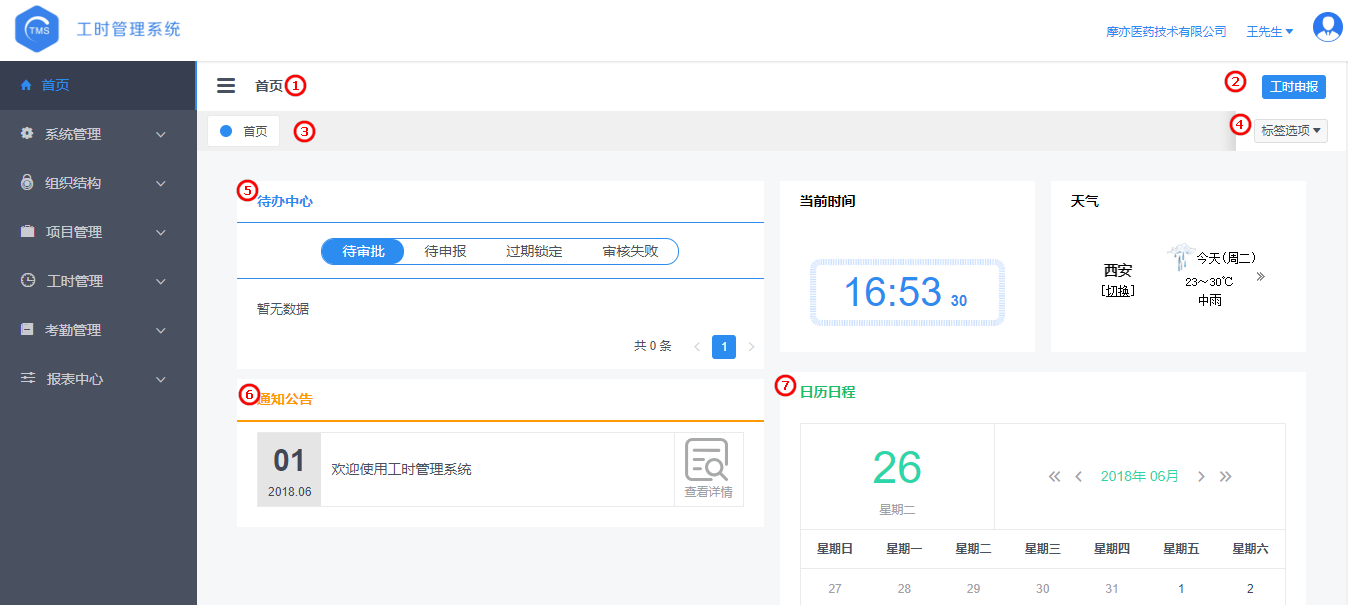 TMS 工时管理系统
摩亦医药技术有限公司 王先生
首页
系统管理
组织结构
项目管理
工时管理
考勤管理
报表中心
首页 1
2 工时申报
首页 3
4 标签选项
5 待办中心
待审批 待申报 过期锁定 审核失败
暂无数据
共 0 条 < 1 >
6 通知公告
01
2018.06
欢迎使用工时管理系统
查看详情
当前时间
16:53 30
天气
西安
[切换]
今天(周二)
23～30℃
中雨
7 日历日程
26
星期二
2018年 06月
星期日 星期一 星期二 星期三 星期四 星期五 星期六
27 28 29 30 31 1 2